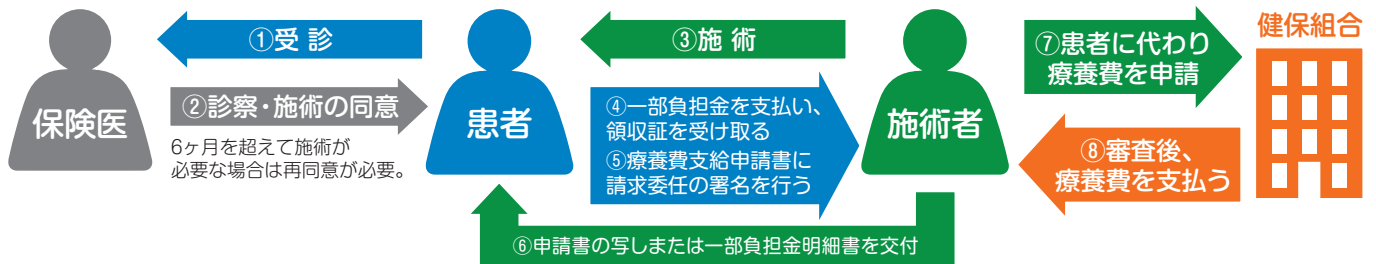 ①受 診
保険医
②診察・施術の同意
6ヶ月を超えて施術が
必要な場合は再同意が必要。
患者
③施 術
④一部負担金を支払い、
領収証を受け取る
⑤療養費支給申請書に
請求委任の署名を行う
施術者
⑥申請書の写しまたは一部負担金明細書を交付
⑦患者に代わり
療養費を申請
⑧審査後、
療養費を支払う
健保組合